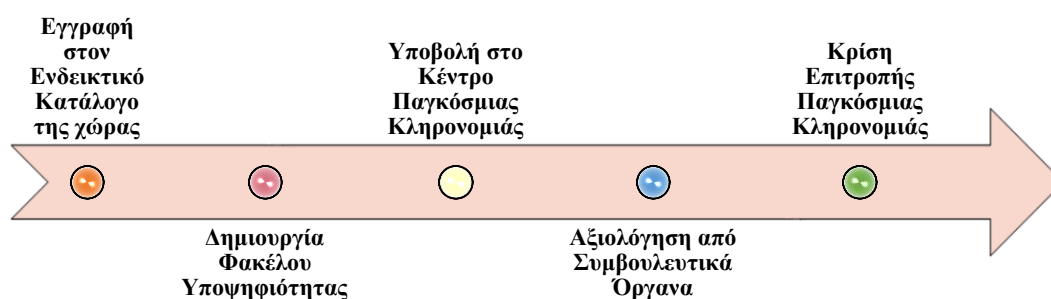 Εγγραφή
στον
Ενδεικτικό
Κατάλογο
της χώρας
Δημιουργία
Φακέλου
Υποψηφιότητας
Υποβολή στο
Κέντρο
Παγκόσμιας
Κληρονομιάς
Αξιολόγηση από
Συμβουλευτικά
Όργανα
Κρίση
Επιτροπής
Παγκόσμιας
Κληρονομιάς